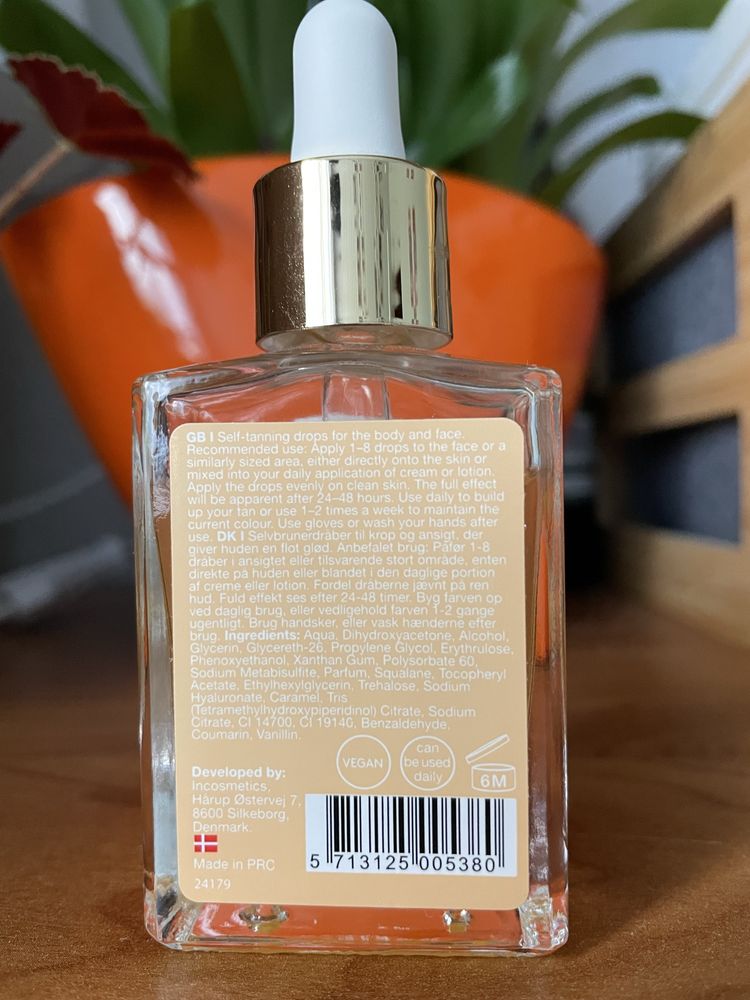 GB I Self-tanning drops for the body and face.
Recommended use: Apply 1–8 drops to the face or a
similarly sized area, either directly onto the skin or
mixed into your daily application of cream or lotion.
Apply the drops evenly on clean skin. The full effect
will be apparent after 24–48 hours. Use daily to build
up your tan or use 1–2 times a week to maintain the
current colour. Use gloves or wash your hands after
use. DK I Selvbrunerdråber til krop og ansigt, der
giver huden en flot glød. Anbefalet brug: Påfør 1-8
dråber i ansigtet eller tilsvarende stort område, enten
direkte på huden eller blandet i den daglige portion
af creme eller lotion. Fordel dråberne jævnt på ren
hud. Fuld effekt ses efter 24-48 timer. Byg farven op
ved daglig brug, eller vedligehold farven 1-2 gange
ugentligt. Brug handsker, eller vask hænderne efter
brug. Ingredients: Aqua, Dihydroxyacetone, Alcohol,
Glycerin, Glycereth-26, Propylene Glycol, Erythrulose,
Phenoxyethanol, Xanthan Gum, Polysorbate 60,
Sodium Metabisulfite, Parfum, Squalane, Tocopheryl
Acetate, Ethylhexylglycerin, Trehalose, Sodium
Hyaluronate, Caramel, Tris
(Tetramethylhydroxypiperidinol) Citrate, Sodium
Citrate, CI 14700, CI 19140, Benzaldehyde,
Coumarin, Vanillin.
VEGAN
can
be used
daily
6M
Developed by:
Incosmetics,
Hårup Østervej 7,
8600 Silkeborg,
Denmark.
Made in PRC
24179
5 713125 005380